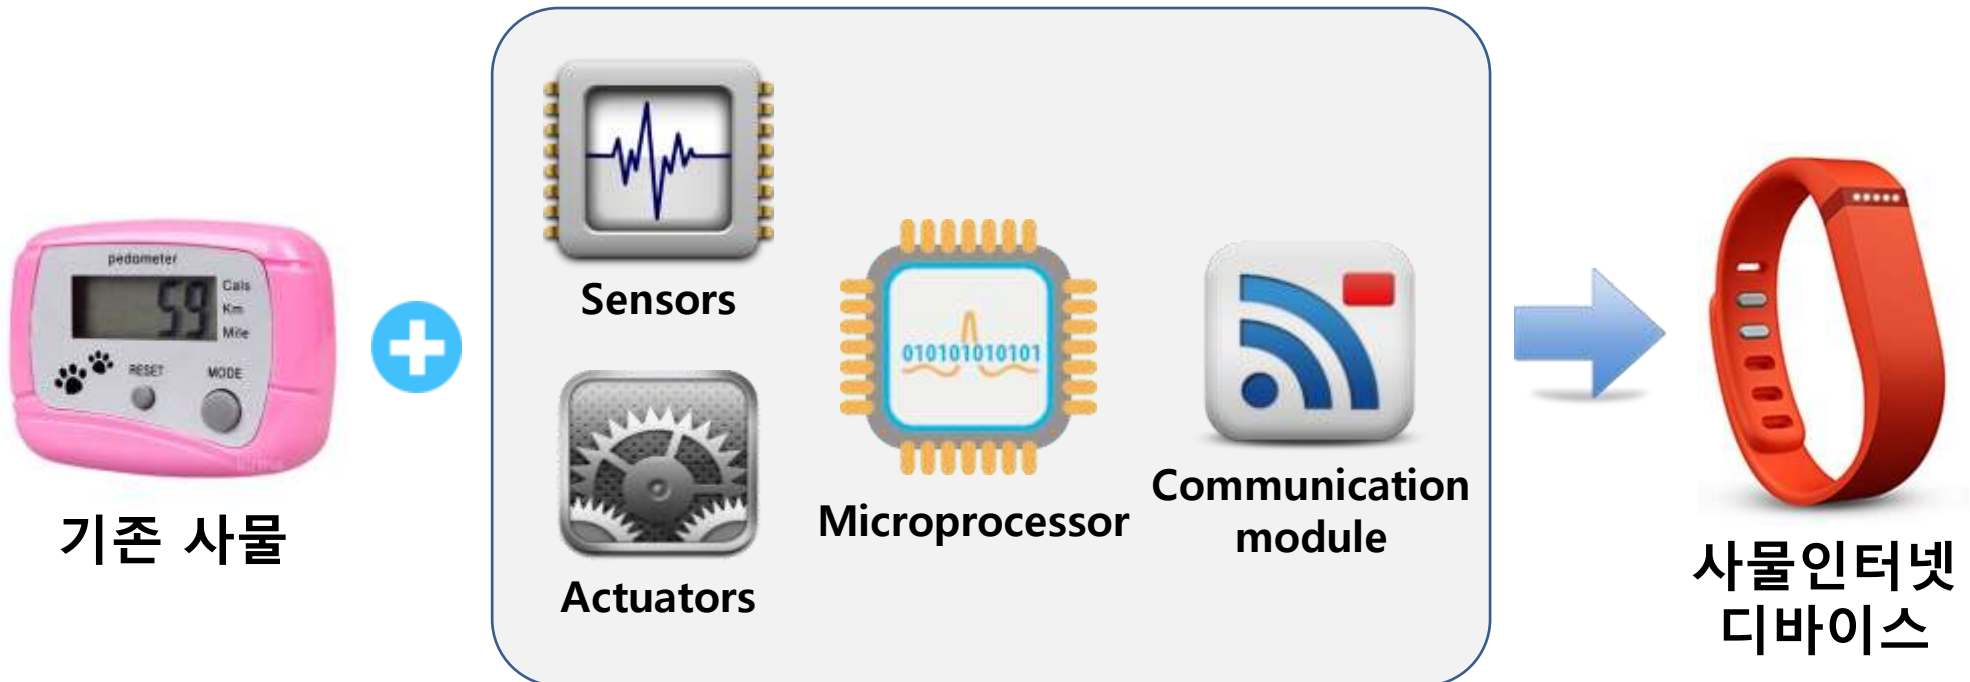 pedometer
59
Cals
Km
Mile
RESET
MODE
기존 사물
Sensors
Actuators
010101010101
Microprocessor
Communication
module
사물인터넷
디바이스